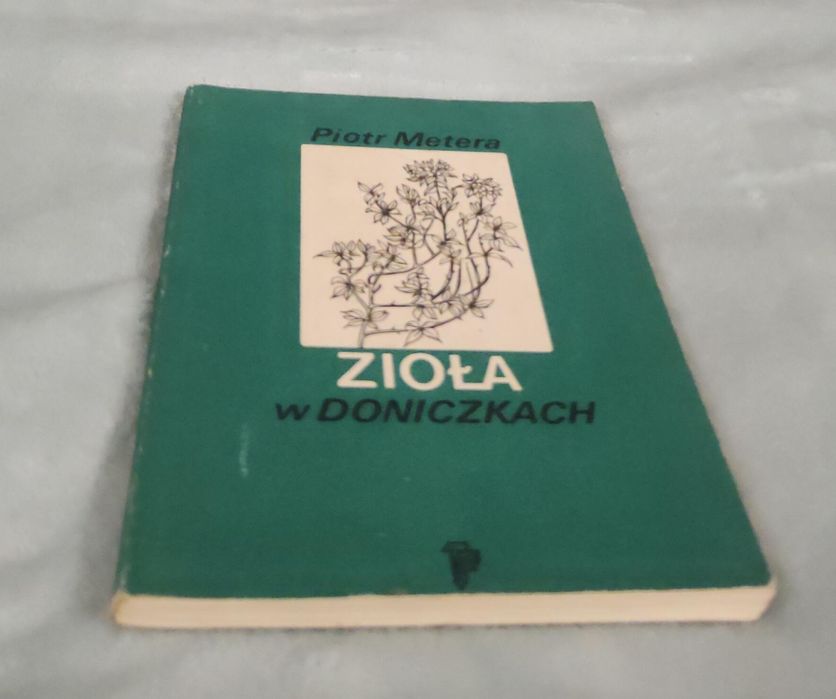 Piotr Metera
ZIOŁA
w DONICZKACH